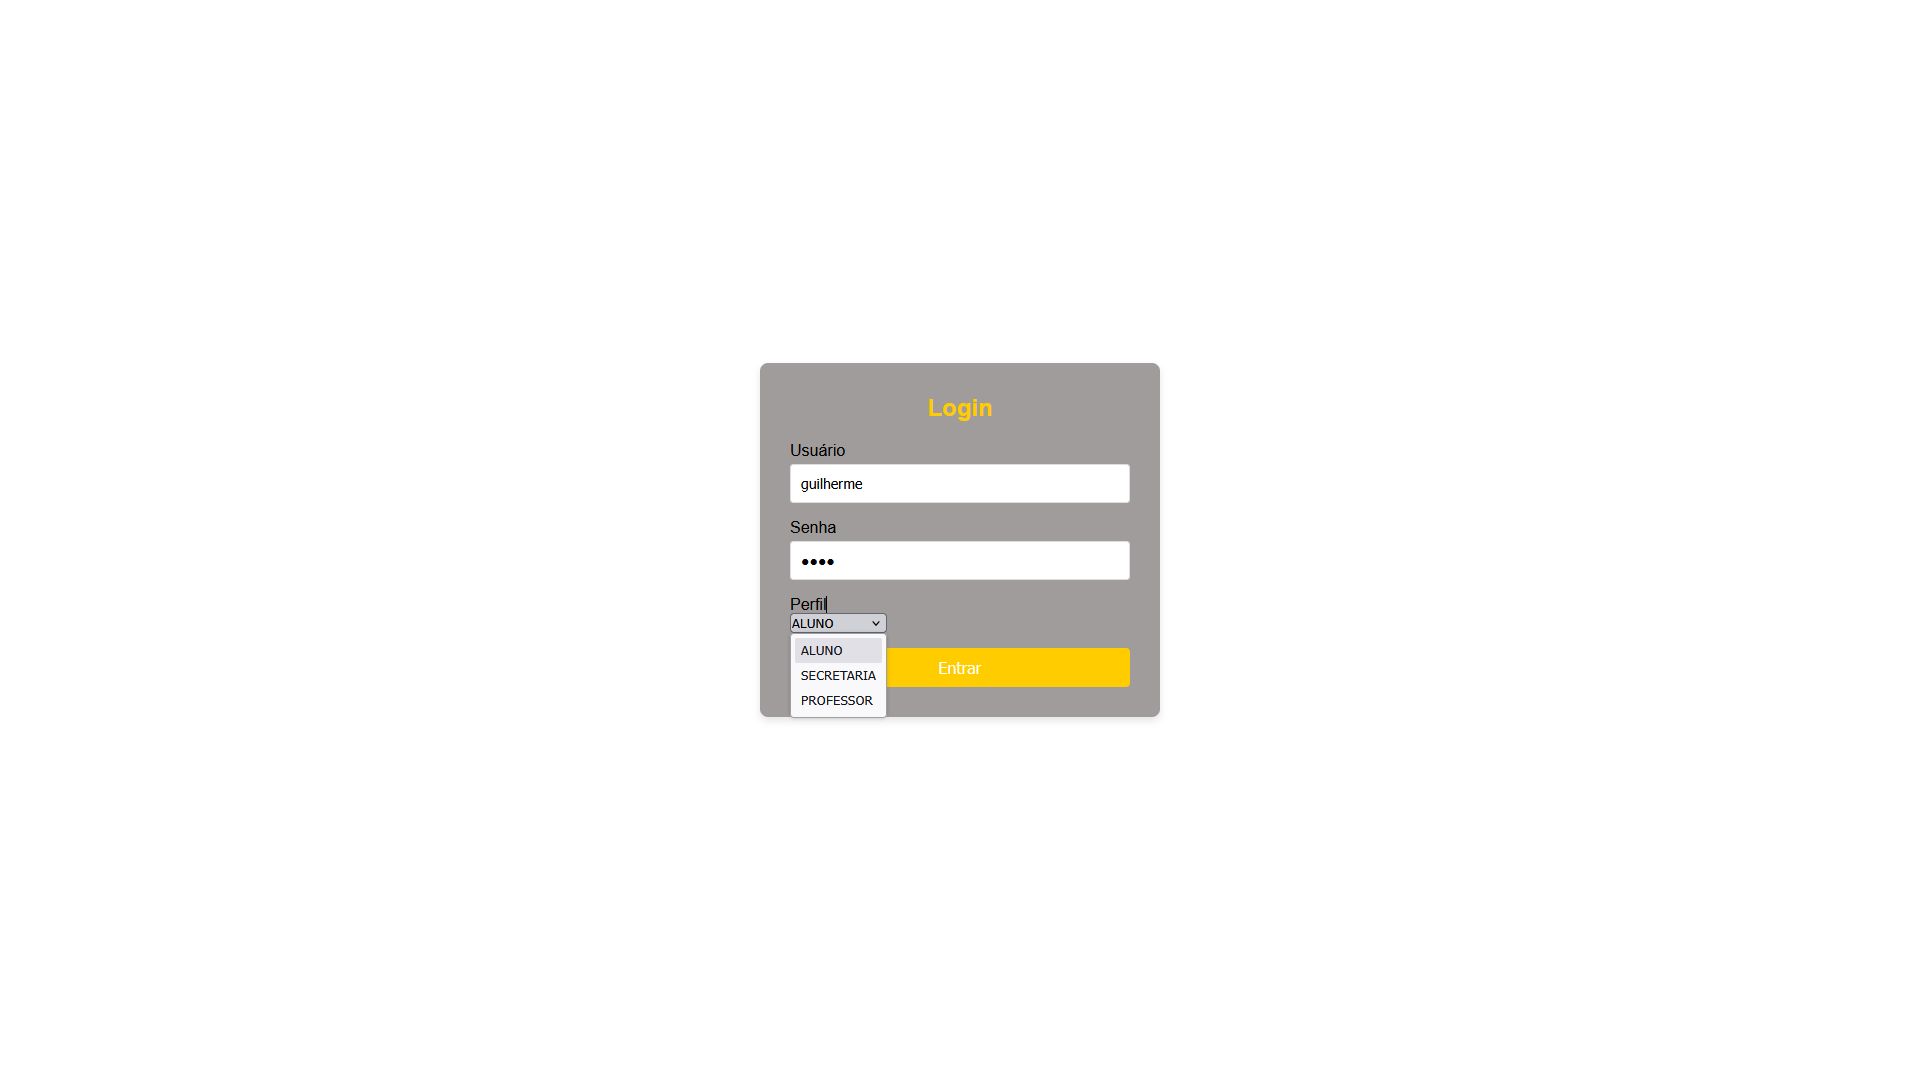 Login
Usuário
guilherme
Senha
••••
Perfil
ALUNO
ALUNO
SECRETARIA
PROFESSOR
Entrar